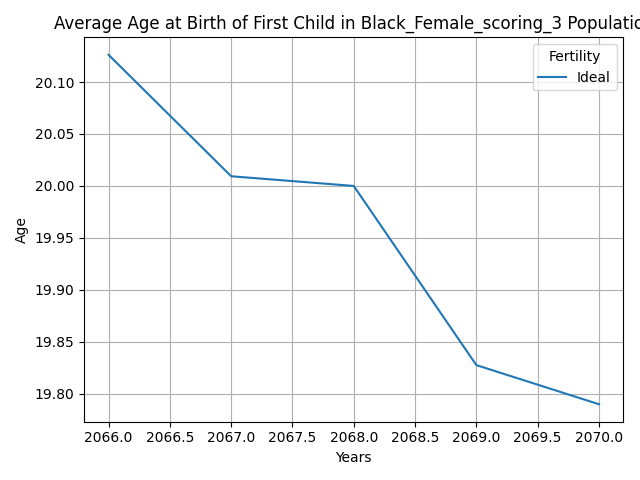 Average Age at Birth of First Child in Black_Female_scoring_3 Populatio
Fertility
Ideal
20.10
20.05
20.00
19.95
19.90
19.85
19.80
Age
2066.0 2066.5 2067.0 2067.5 2068.0 2068.5 2069.0 2069.5 2070.0
Years